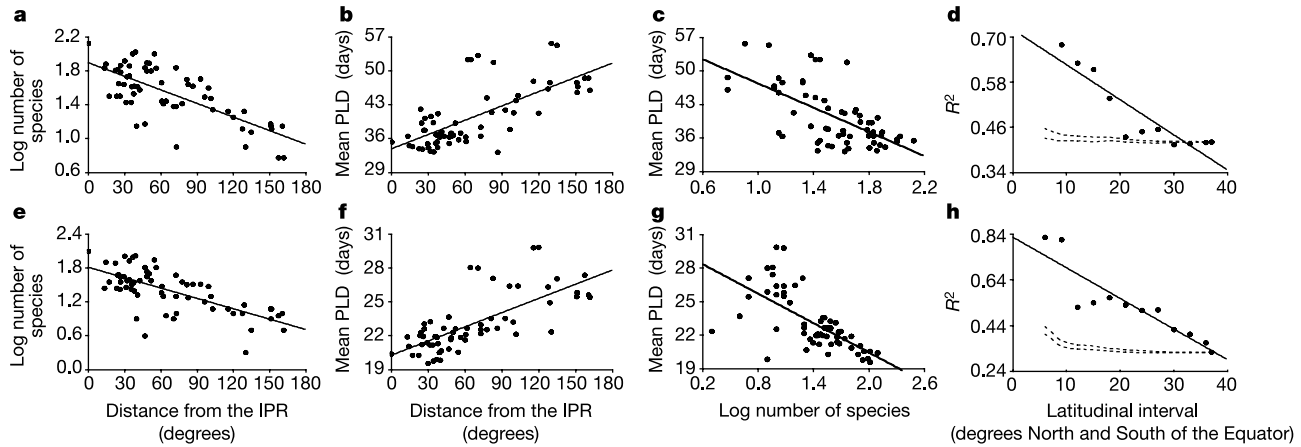 a
b
c
d
2.2
1.8
1.4
1.0
0.6
Log number of
species
0 30 60 90 120 150 180
57
50
43
36
29
Mean PLD (days)
0 30 60 90 120 150 180
57
50
43
36
29
Mean PLD (days)
0.6 1.0 1.4 1.8 2.2
0.70
0.58
0.46
0.34
R²
0 10 20 30 40
e
f
g
h
2.4
1.8
1.2
0.6
0.0
Log number of
species
0 30 60 90 120 150 180
Distance from the IPR
(degrees)
31
28
25
22
19
Mean PLD (days)
0 30 60 90 120 150 180
Distance from the IPR
(degrees)
31
28
25
22
19
Mean PLD (days)
0.2 0.8 1.4 2.0 2.6
Log number of species
0.84
0.64
0.44
0.24
R²
0 10 20 30 40
Latitudinal interval
(degrees North and South of the Equator)